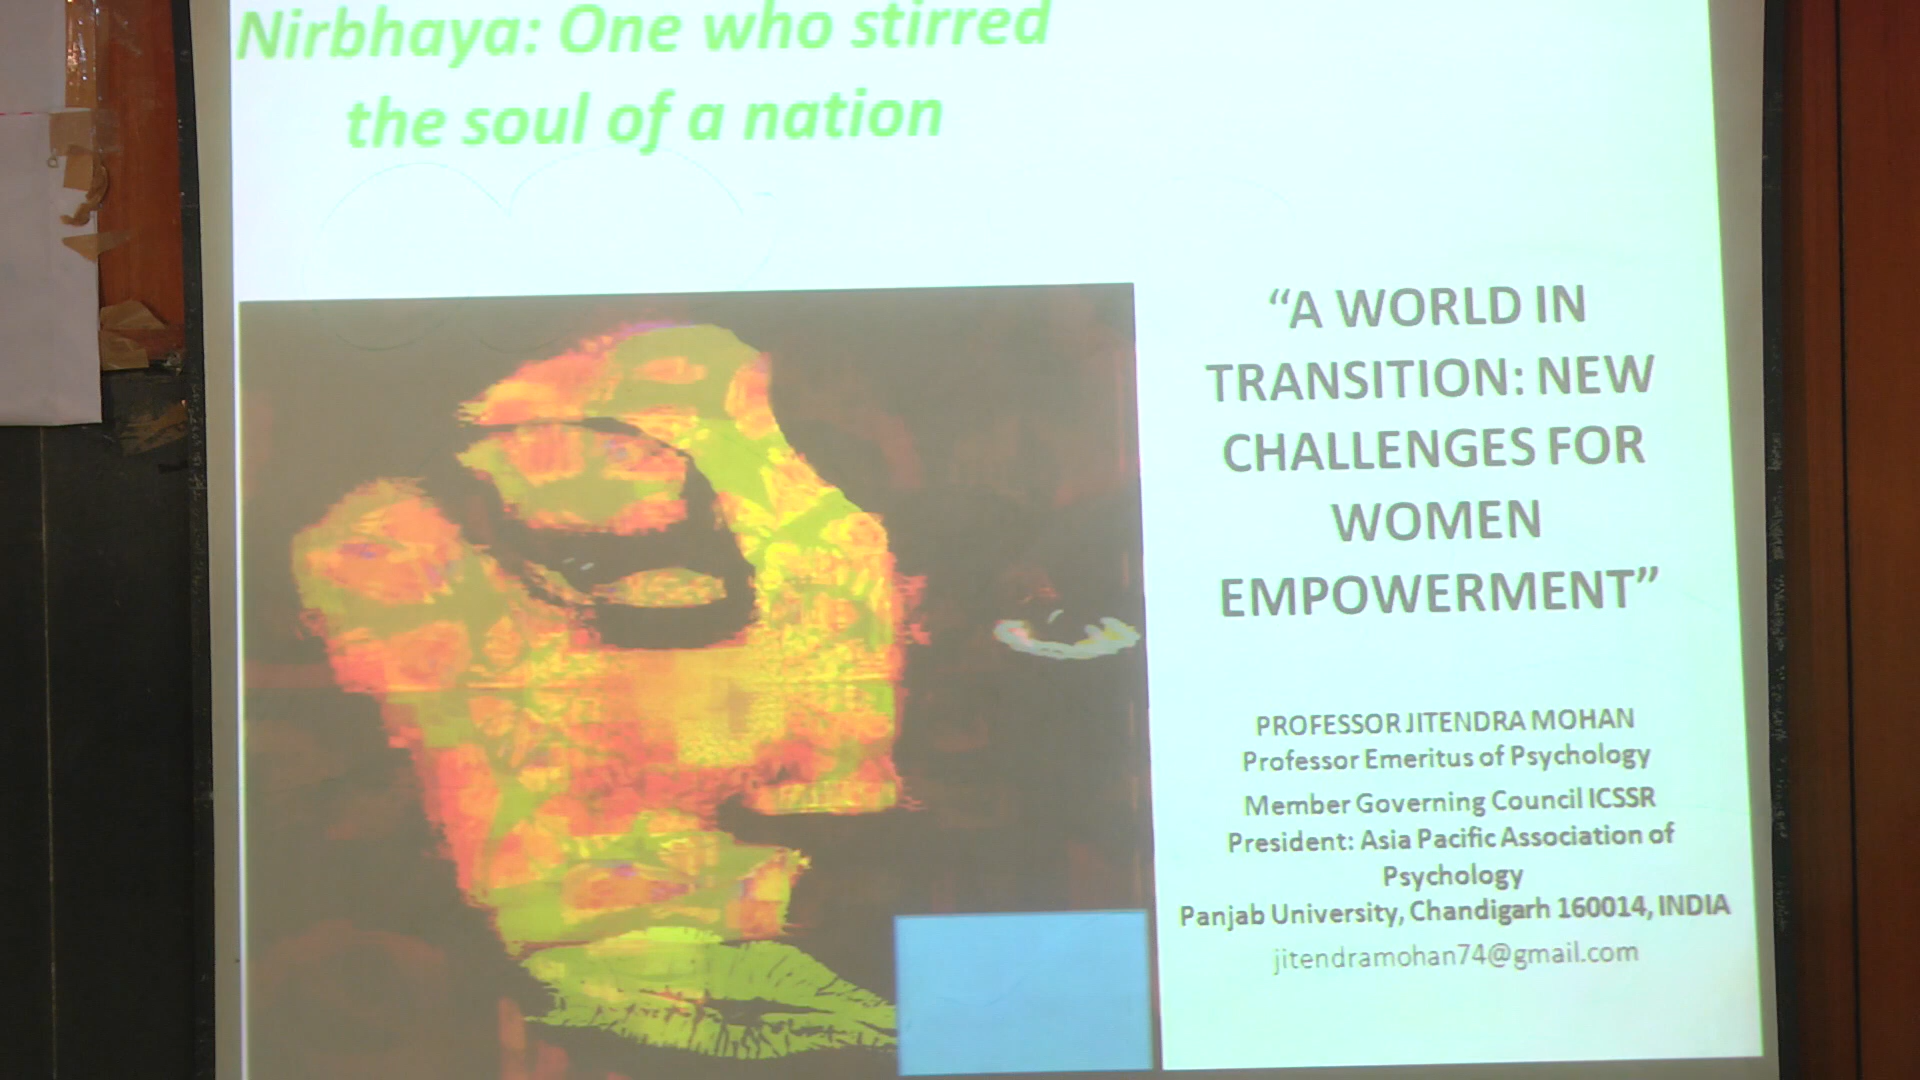 Nirbhaya: One who stirred
the soul of a nation
“A WORLD IN
TRANSITION: NEW
CHALLENGES FOR
WOMEN
EMPOWERMENT”
PROFESSOR JITENDRA MOHAN
Professor Emeritus of Psychology
Member Governing Council ICSSR
President: Asia Pacific Association of
Psychology
Panjab University, Chandigarh 160014, INDIA
jitendramohan74@gmail.com